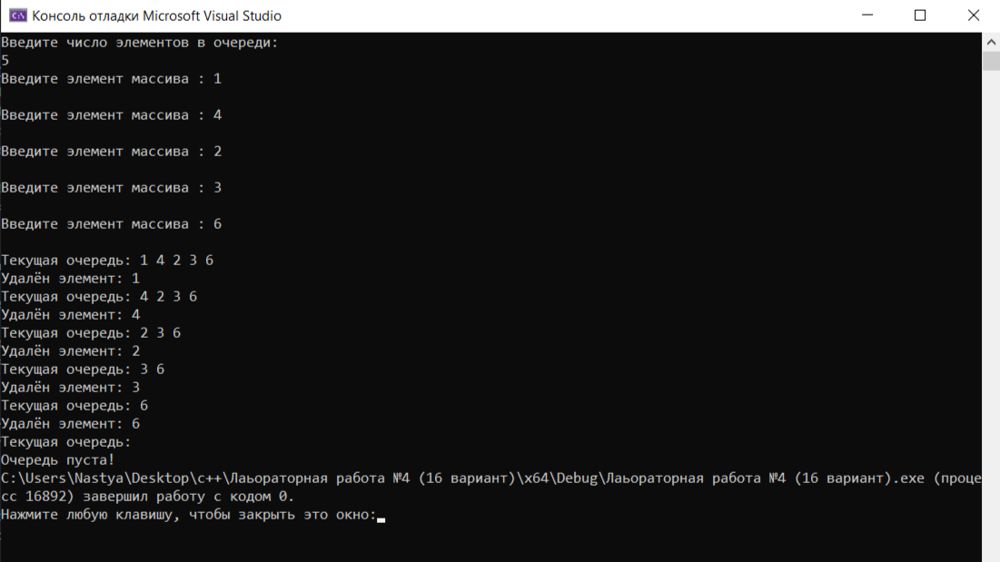 Консоль отладки Microsoft Visual Studio
Введите число элементов в очереди:
5
Введите элемент массива : 1
Введите элемент массива : 4
Введите элемент массива : 2
Введите элемент массива : 3
Введите элемент массива : 6
Текущая очередь: 1 4 2 3 6
Удалён элемент: 1
Текущая очередь: 4 2 3 6
Удалён элемент: 4
Текущая очередь: 2 3 6
Удалён элемент: 2
Текущая очередь: 3 6
Удалён элемент: 3
Текущая очередь: 6
Удалён элемент: 6
Текущая очередь:
Очередь пуста!
C:\Users\Nastya\Desktop\c++\Лаьораторная работа №4 (16 вариант)\x64\Debug\Лаьораторная работа №4 (16 вариант).exe (проце
сс 16892) завершил работу с кодом 0.
Нажмите любую клавишу, чтобы закрыть это окно: